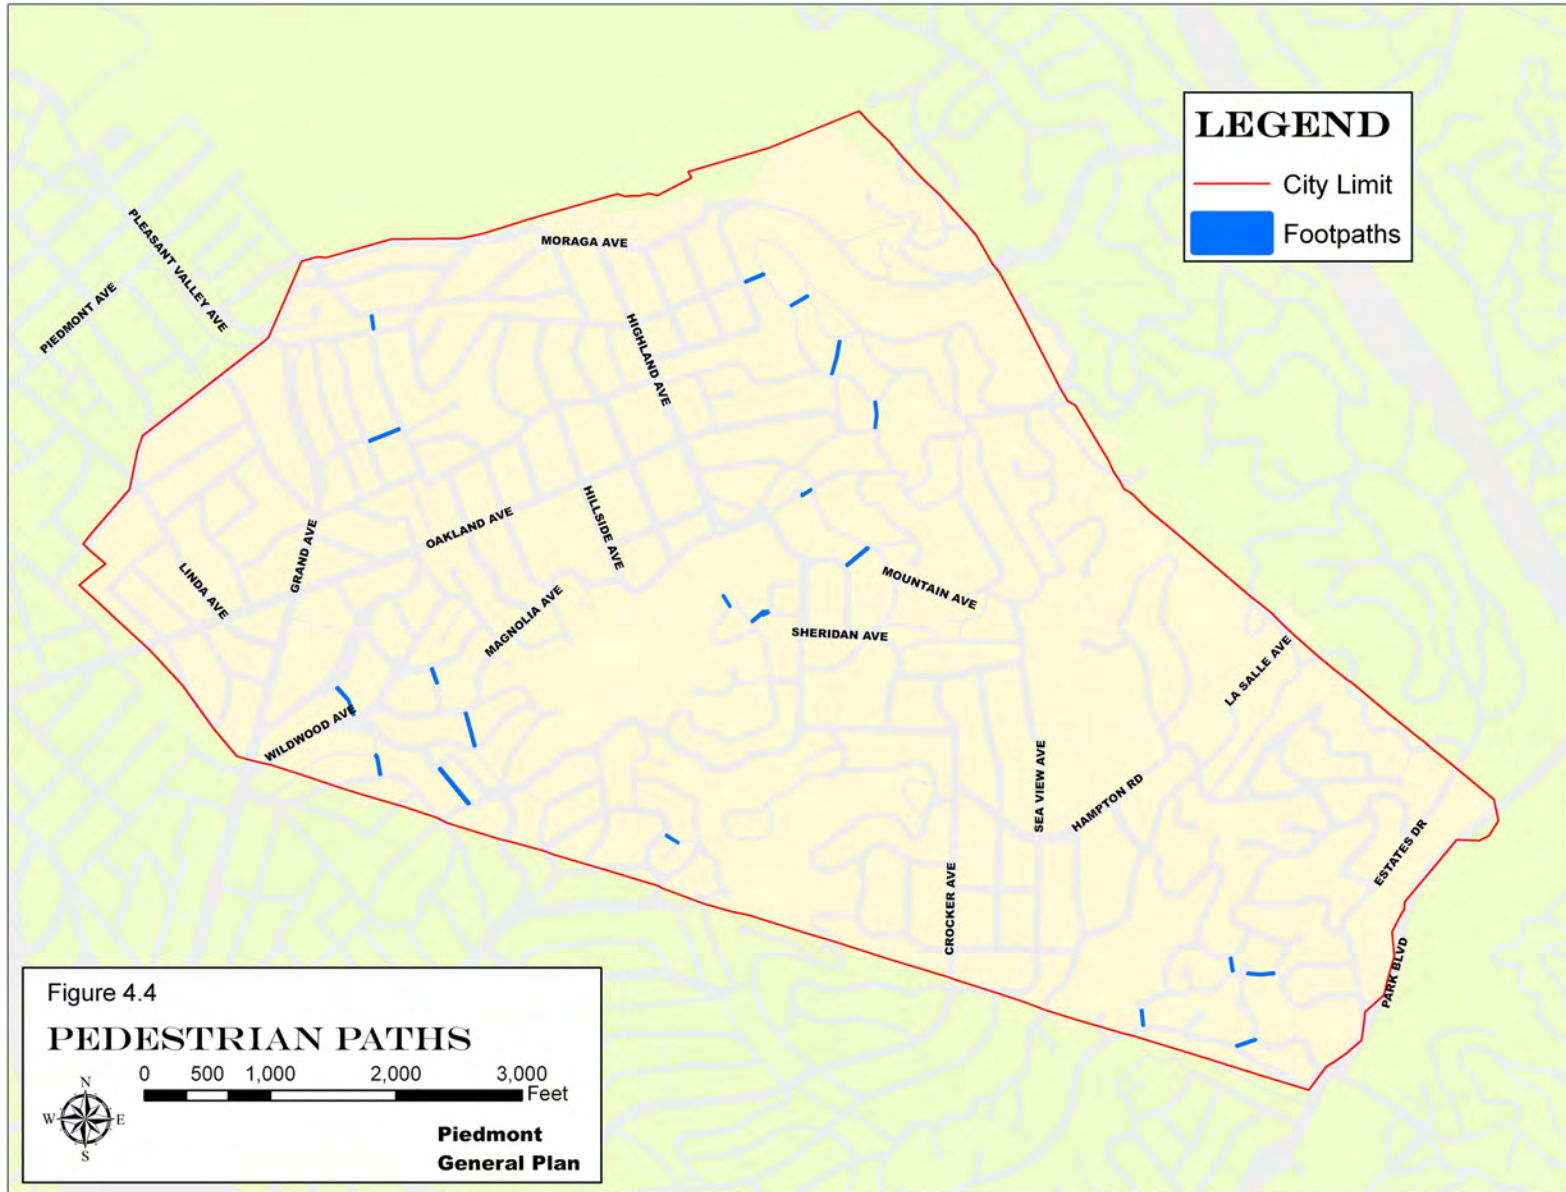 LEGEND
City Limit
Footpaths
PLEASANT VALLEY AVE
PIEDMONT AVE
MORAGA AVE
HIGHLAND AVE
OAKLAND AVE
HILLSIDE AVE
GRAND AVE
LINDA AVE
MAGNOLIA AVE
MOUNTAIN AVE
SHERIDAN AVE
LA SALLE AVE
WILDWOOD AVE
SEA VIEW AVE
HAMPTON RD
ESTATES DR
CROCKER AVE
PARK BLVD
Figure 4.4
PEDESTRIAN PATHS
0 500 1,000 2,000 3,000
Feet
N
W E
S
Piedmont
General Plan